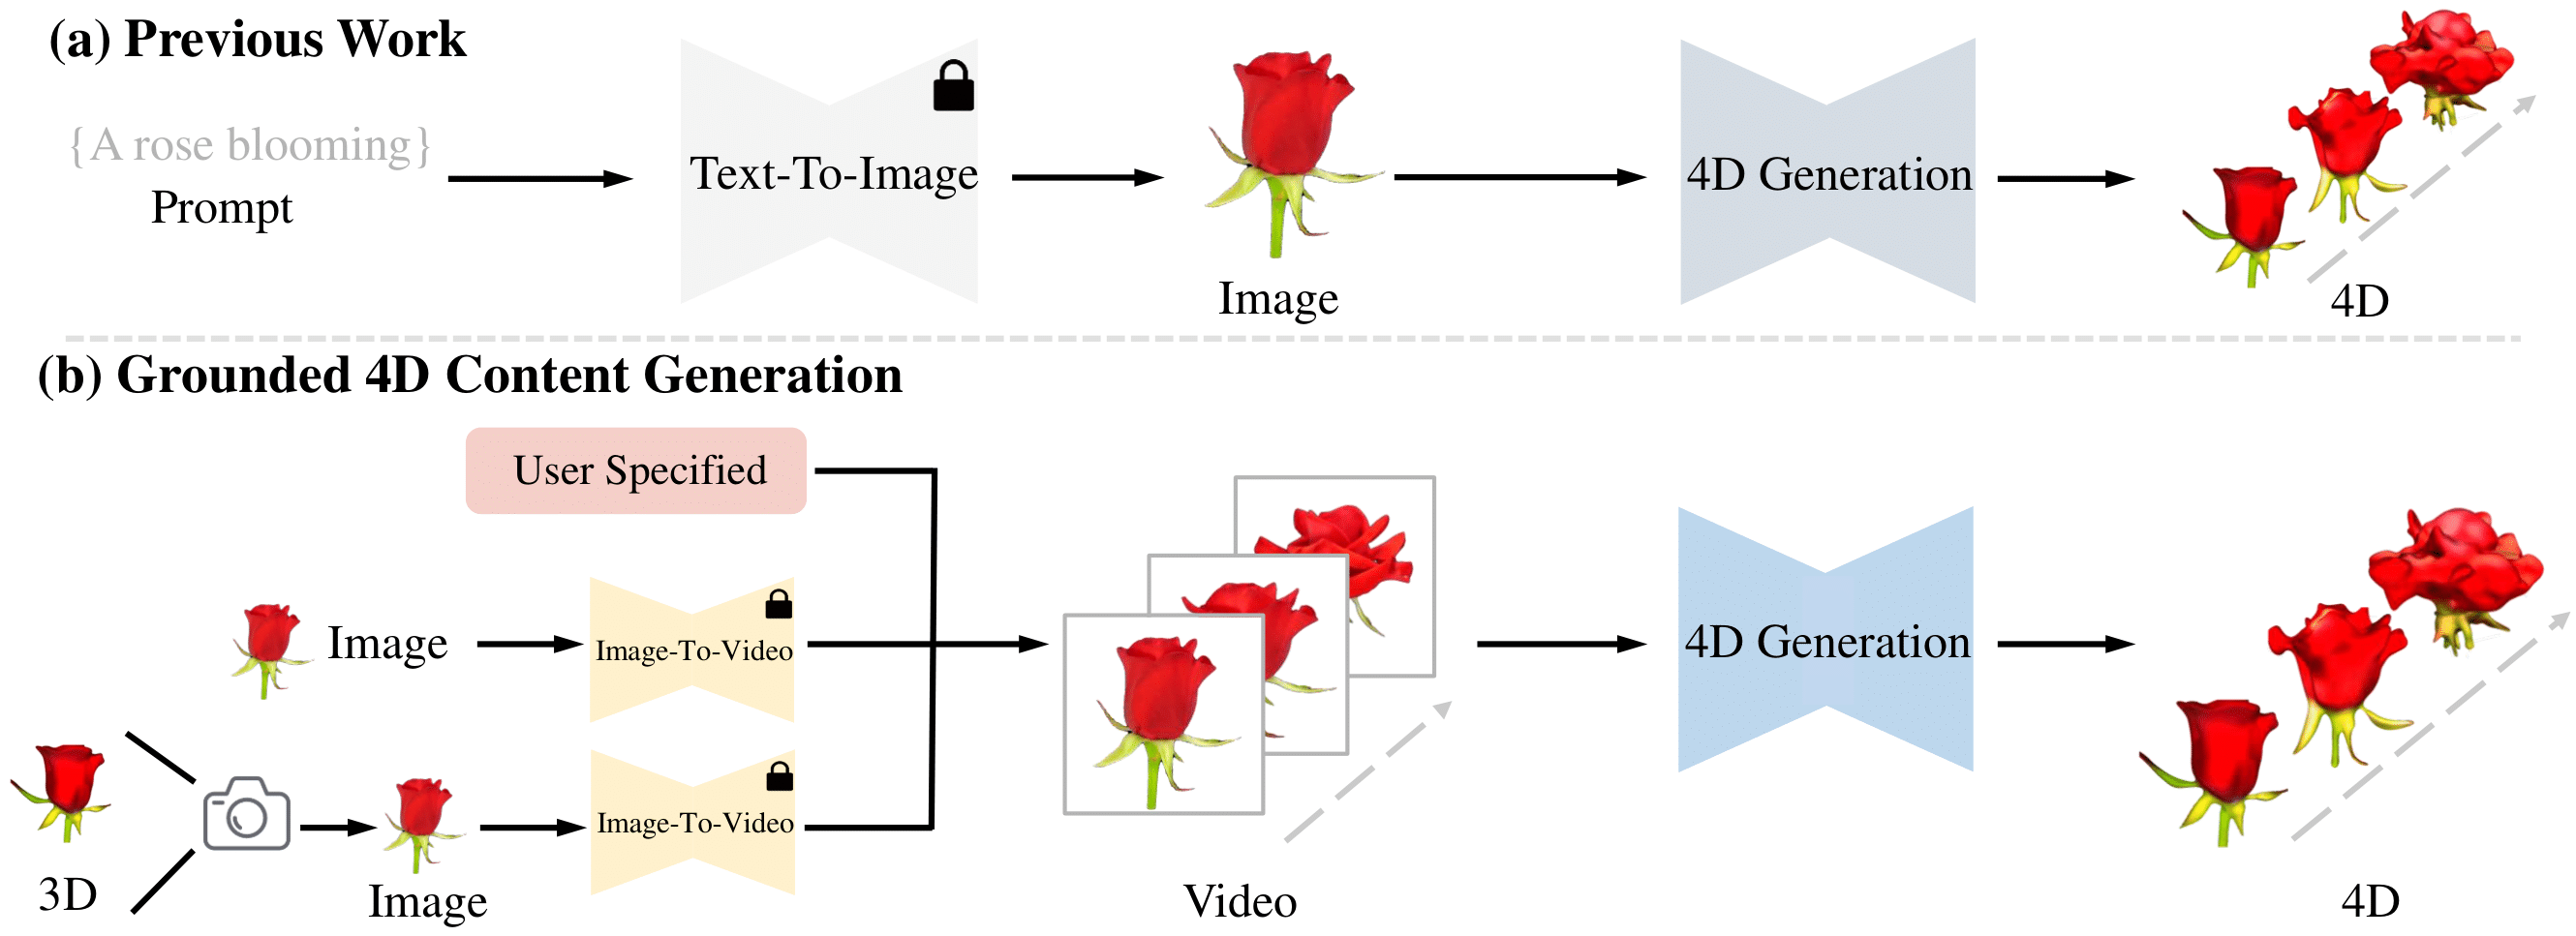 (a) Previous Work
{A rose blooming}
Prompt
Text-To-Image
Image
4D Generation
4D
(b) Grounded 4D Content Generation
User Specified
Image
Image-To-Video
3D
Image
Image-To-Video
Video
4D Generation
4D